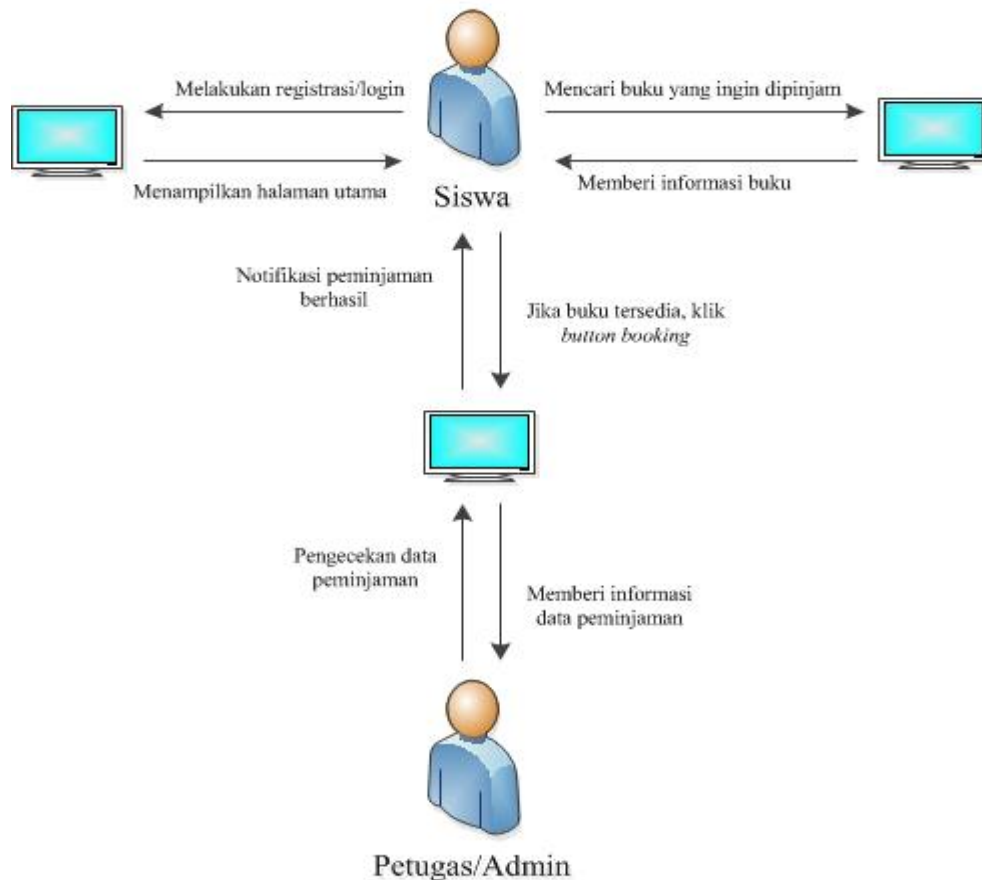 Melakukan registrasi/login
Mencari buku yang ingin dipinjam
Menampilkan halaman utama
Memberi informasi buku
Siswa
Notifikasi peminjaman
berhasil
Jika buku tersedia, klik
button booking
Pengecekan data
peminjaman
Memberi informasi
data peminjaman
Petugas/Admin